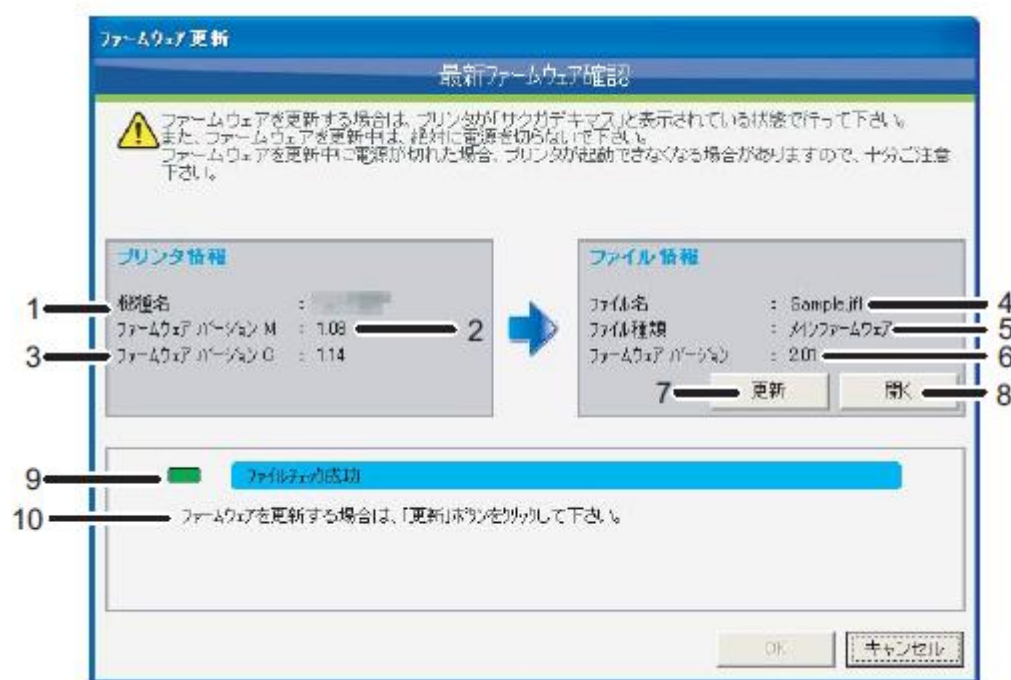 ファームウェア更新
最新ファームウェア確認
ファームウェアを更新する場合は、プリンタが「サクガデキマス」と表示されている状態で行って下さい。
また、ファームウェアを更新中は、絶対に電源を切らないで下さい。
ファームウェアを更新中に電源が切れた場合、プリンタが起動できなくなる場合がありますので、十分ご注意
下さい。
プリンタ情報
1 機種名 :
ファームウェア バージョン M : 1.08 2
3 ファームウェア バージョン C : 1.14
ファイル情報
ファイル名 : Sample.jfl 4
ファイル種類 : メインファームウェア 5
ファームウェア バージョン : 2.01 6
7 更新 開く 8
9 ファイルチェック成功
10 ファームウェアを更新する場合は、「更新」ボタンをクリックして下さい。
OK キャンセル